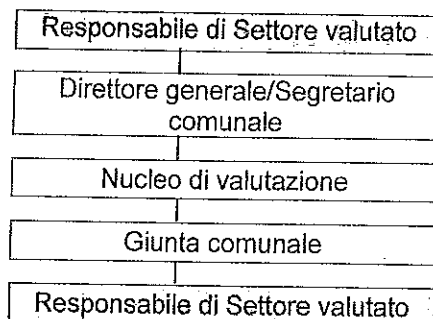 Responsabile di Settore valutato
Direttore generale/Segretario
comunale
Nucleo di valutazione
Giunta comunale
Responsabile di Settore valutato